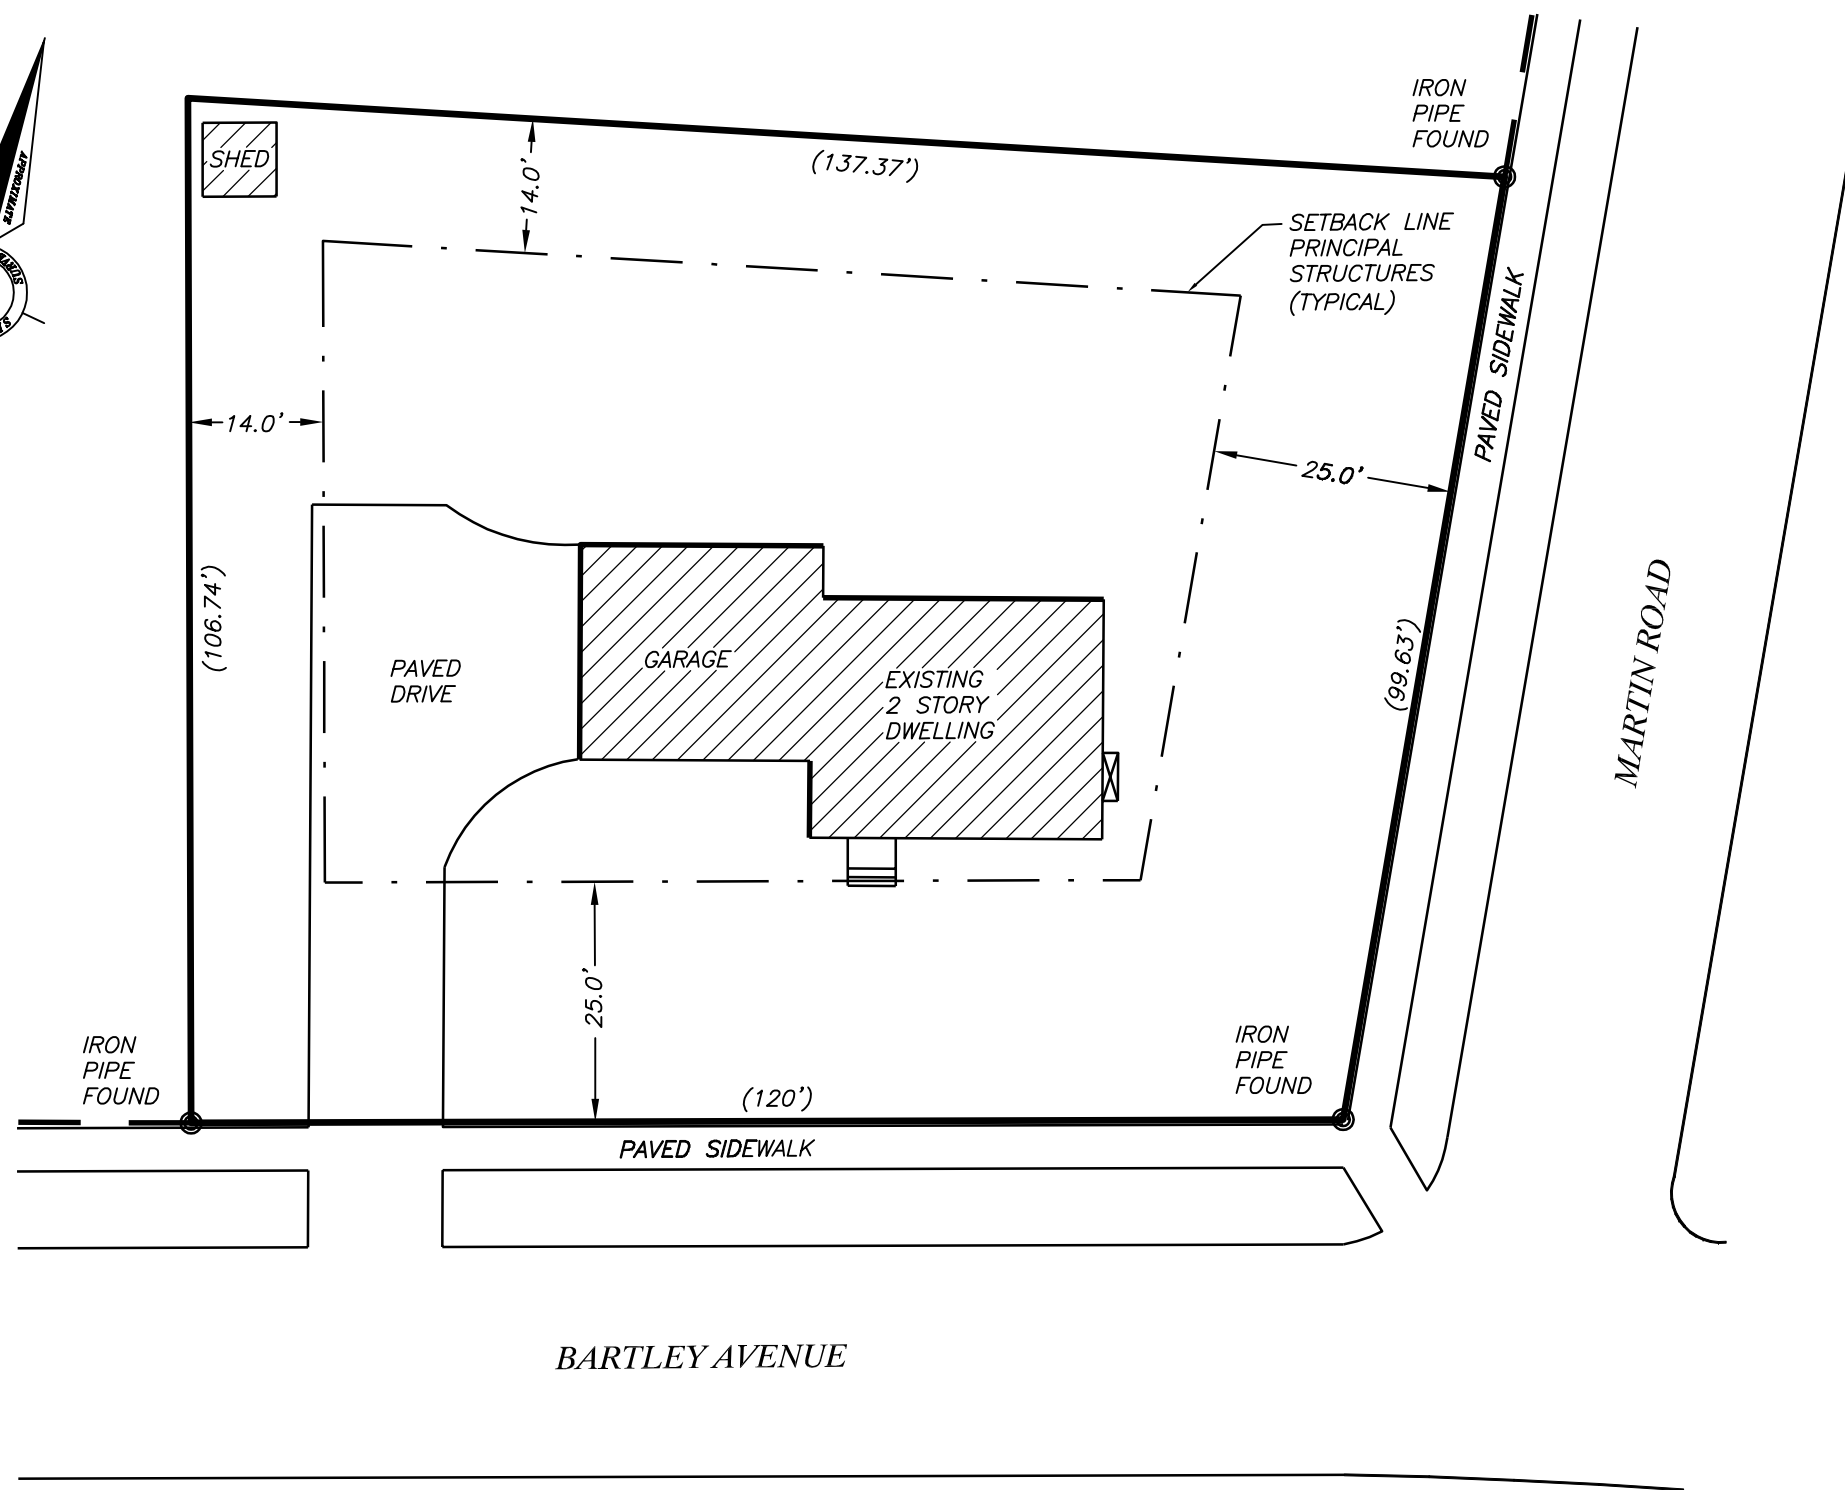 IRON
PIPE
FOUND
APPROXIMATE
SHED
14.0'
(137.37')
SETBACK LINE
PRINCIPAL
STRUCTURES
(TYPICAL)
PAVED SIDEWALK
14.0'
25.0'
(106.74')
PAVED
DRIVE
GARAGE
EXISTING
2 STORY
DWELLING
(99.63')
MARTIN ROAD
25.0'
IRON
PIPE
FOUND
IRON
PIPE
FOUND
(120')
PAVED SIDEWALK
BARTLEY AVENUE